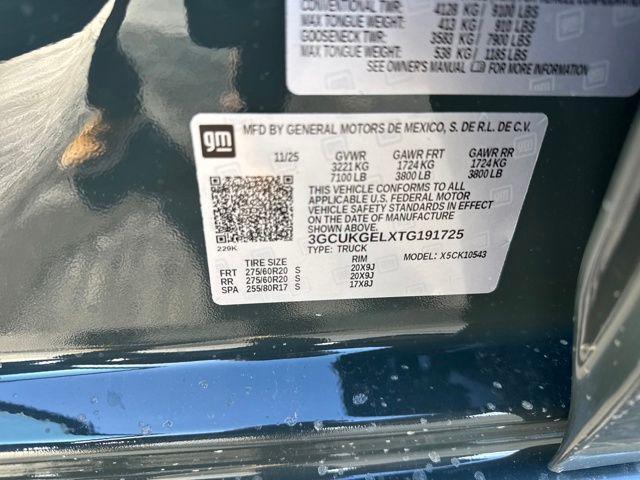 CONVENTIONAL TWR: 4128 KG / 9100 LBS
MAX TONGUE WEIGHT: 413 KG / 910 LBS
GOOSENECK TWR: 3583 KG / 7900 LBS
MAX TONGUE WEIGHT: 538 KG / 1185 LBS
SEE OWNER'S MANUAL FOR MORE INFORMATION
gm MFD BY GENERAL MOTORS DE MEXICO, S. DE R.L. DE C.V.
11/25 GVWR GAWR FRT GAWR RR
3221 KG 1724 KG 1724 KG
7100 LB 3800 LB 3800 LB
THIS VEHICLE CONFORMS TO ALL
APPLICABLE U.S. FEDERAL MOTOR
VEHICLE SAFETY STANDARDS IN EFFECT
ON THE DATE OF MANUFACTURE
SHOWN ABOVE.
3GCUKGELXTG191725
229K TYPE: TRUCK MODEL: X5CK10543
TIRE SIZE RIM
FRT 275/60R20 S 20X9J
RR 275/60R20 S 20X9J
SPA 255/80R17 S 17X8J